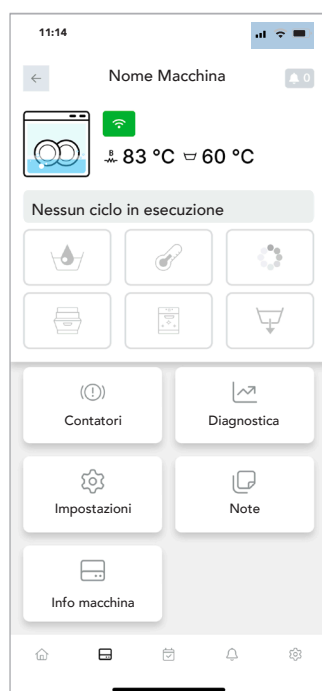 11:14
Nome Macchina
0
B 83 °C 60 °C
Nessun ciclo in esecuzione
Contatori
Diagnostica
Impostazioni
Note
Info macchina